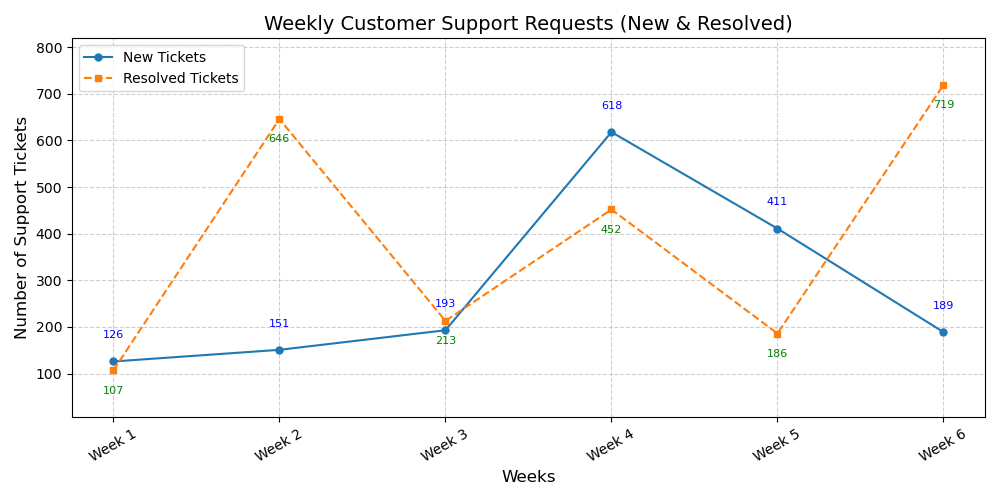 Weekly Customer Support Requests (New & Resolved)
Number of Support Tickets
800
700
600
500
400
300
200
100
New Tickets
Resolved Tickets
126
151
193
618
411
189
107
646
213
452
186
719
Week 1
Week 2
Week 3
Week 4
Week 5
Week 6
Weeks